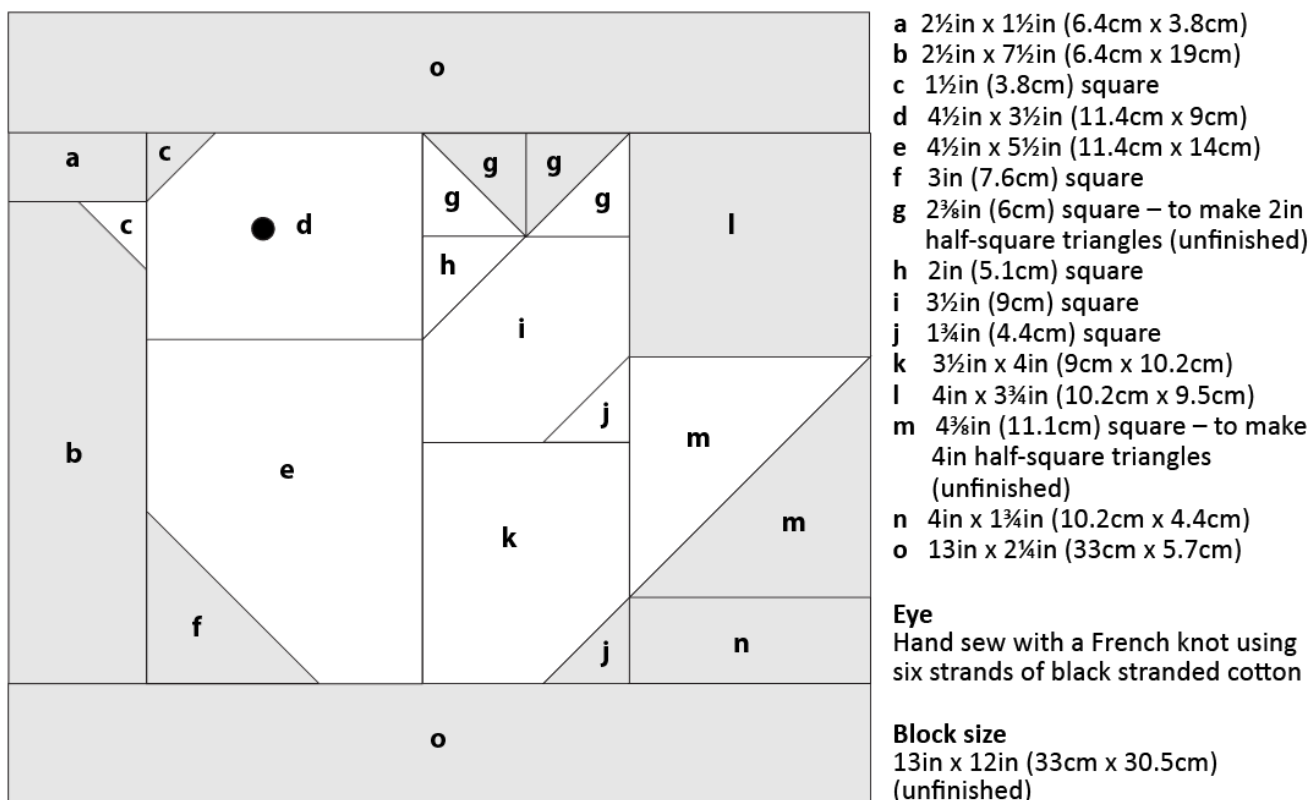 o
a
c
c
d
g
g
g
g
h
i
j
l
b
e
f
k
m
m
j
n
o
a 2½in x 1½in (6.4cm x 3.8cm)
b 2½in x 7½in (6.4cm x 19cm)
c 1½in (3.8cm) square
d 4½in x 3½in (11.4cm x 9cm)
e 4½in x 5½in (11.4cm x 14cm)
f 3in (7.6cm) square
g 2⅜in (6cm) square – to make 2in
half-square triangles (unfinished)
h 2in (5.1cm) square
i 3½in (9cm) square
j 1¾in (4.4cm) square
k 3½in x 4in (9cm x 10.2cm)
l 4in x 3¾in (10.2cm x 9.5cm)
m 4⅜in (11.1cm) square – to make
4in half-square triangles
(unfinished)
n 4in x 1¾in (10.2cm x 4.4cm)
o 13in x 2¼in (33cm x 5.7cm)
Eye
Hand sew with a French knot using
six strands of black stranded cotton
Block size
13in x 12in (33cm x 30.5cm)
(unfinished)